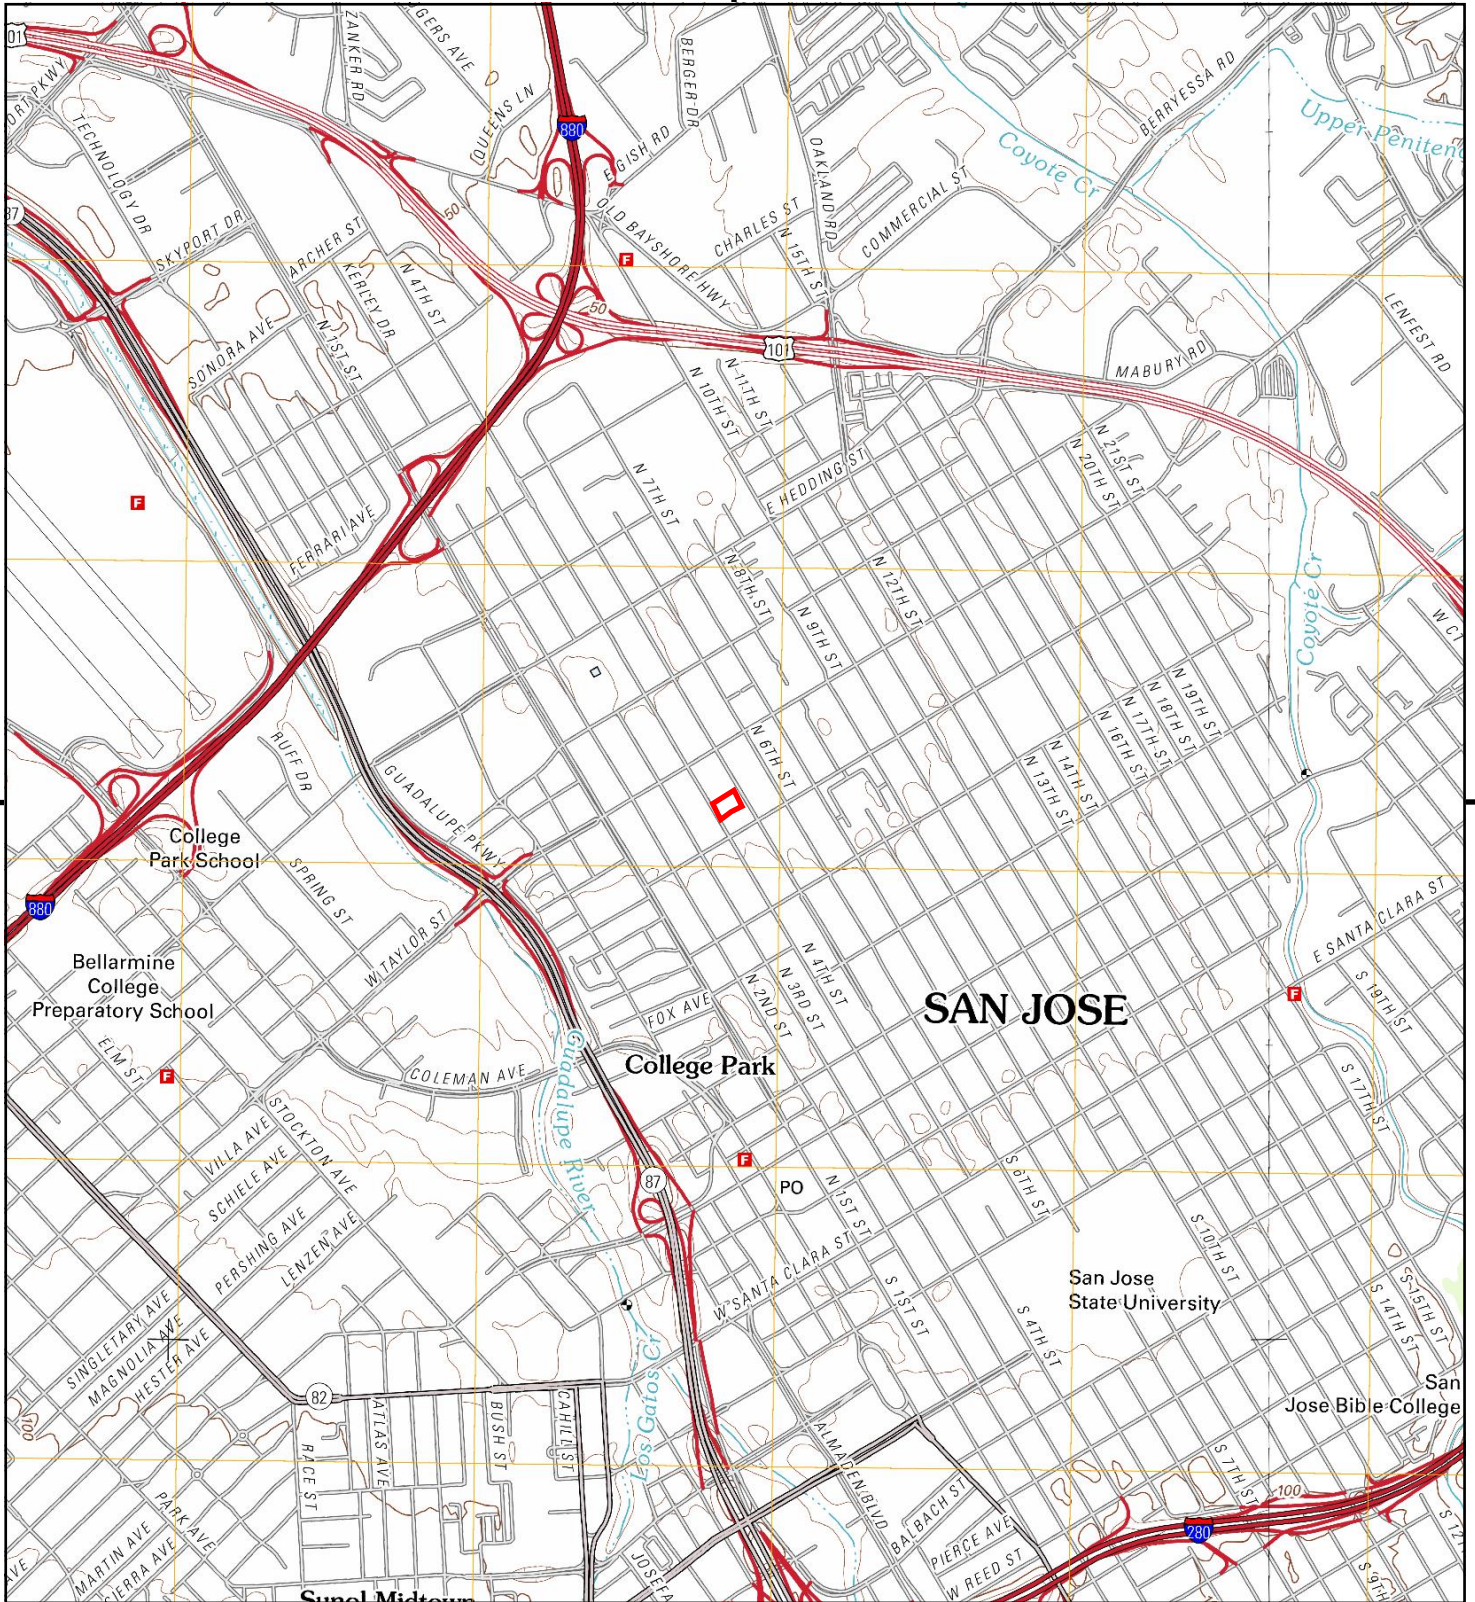 01
ZANKER RD
BERGER DR
QUEENS LN
880
E GISH RD
OAKLAND RD
BERRYESSA RD
Coyote Cr
TECHNOLOGY DR
87
SKYPORT DR
ARCHER ST
KERLEY DR
N 4TH ST
50
OLD BAYSHORE HWY
CHARLES ST
N 15TH ST
COMMERCIAL ST
F
50
LENFEST RD
SONORA AVE
N 1ST ST
101
MABURY RD
N 10TH ST
N 11TH ST
N 7TH ST
E HEDDING ST
N 20TH ST
N 21ST ST
F
FERRARI AVE
N 8TH ST
N 12TH ST
N 9TH ST
Coyote Cr
N 6TH ST
N 19TH ST
N 18TH ST
N 17TH ST
N 16TH ST
N 14TH ST
N 13TH ST
RUFF DR
GUADALUPE PKWY
College
Park School
SPRING ST
880
W TAYLOR ST
Bellarmine
College
Preparatory School
FOX AVE
N 2ND ST
N 3RD ST
N 4TH ST
SAN JOSE
E SANTA CLARA ST
F
S 19TH ST
ELM ST
F
COLEMAN AVE
College Park
Guadalupe River
S 17TH ST
STOCKTON AVE
VILLA AVE
SCHIELE AVE
PERSHING AVE
LENZEN AVE
F
87
PO
N 1ST ST
S 6TH ST
S 10TH ST
W SANTA CLARA ST
S 1ST ST
San Jose
State University
S 4TH ST
S 14TH ST
S 15TH ST
SINGLETARY AVE
MAGNOLIA AVE
HESTER AVE
Los Gatos Cr
82
San
Jose Bible College
100
ATLAS AVE
BUSH ST
CAHILL ST
RACE ST
ALMADEN BLVD
S 7TH ST
100
PARK AVE
MARTIN AVE
BALBACH ST
PIERCE AVE
W REED ST
280